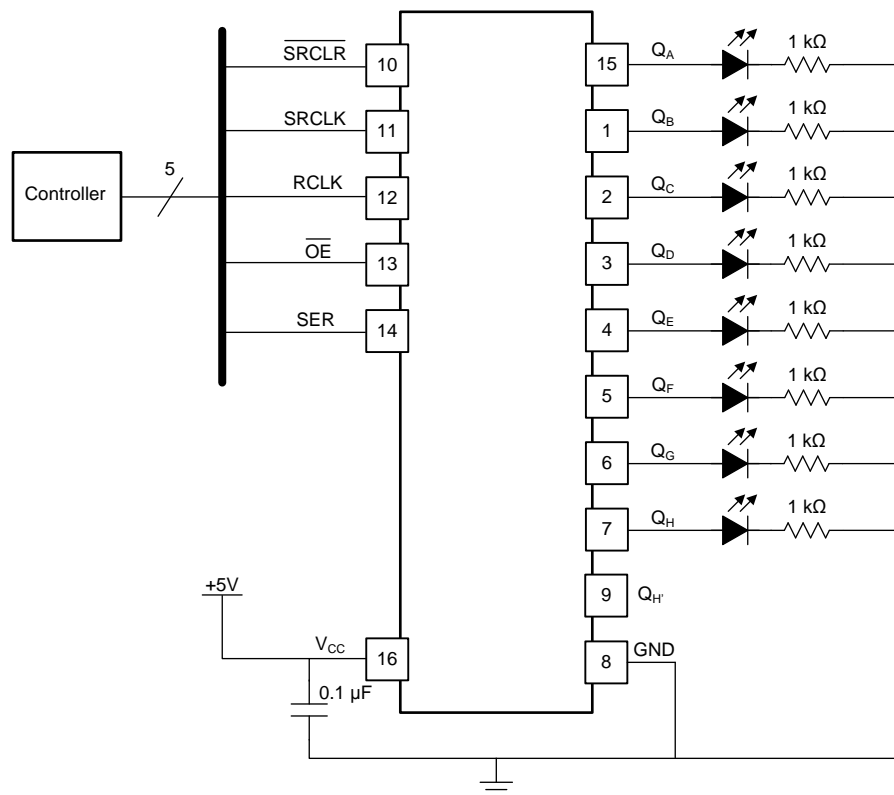 Controller
5
SRCLR
10
SRCLK
11
RCLK
12
OE
13
SER
14
+5V
VCC
16
0.1 µF
15
QA
1 kΩ
1
QB
1 kΩ
2
QC
1 kΩ
3
QD
1 kΩ
4
QE
1 kΩ
5
QF
1 kΩ
6
QG
1 kΩ
7
QH
1 kΩ
9
QH'
8
GND